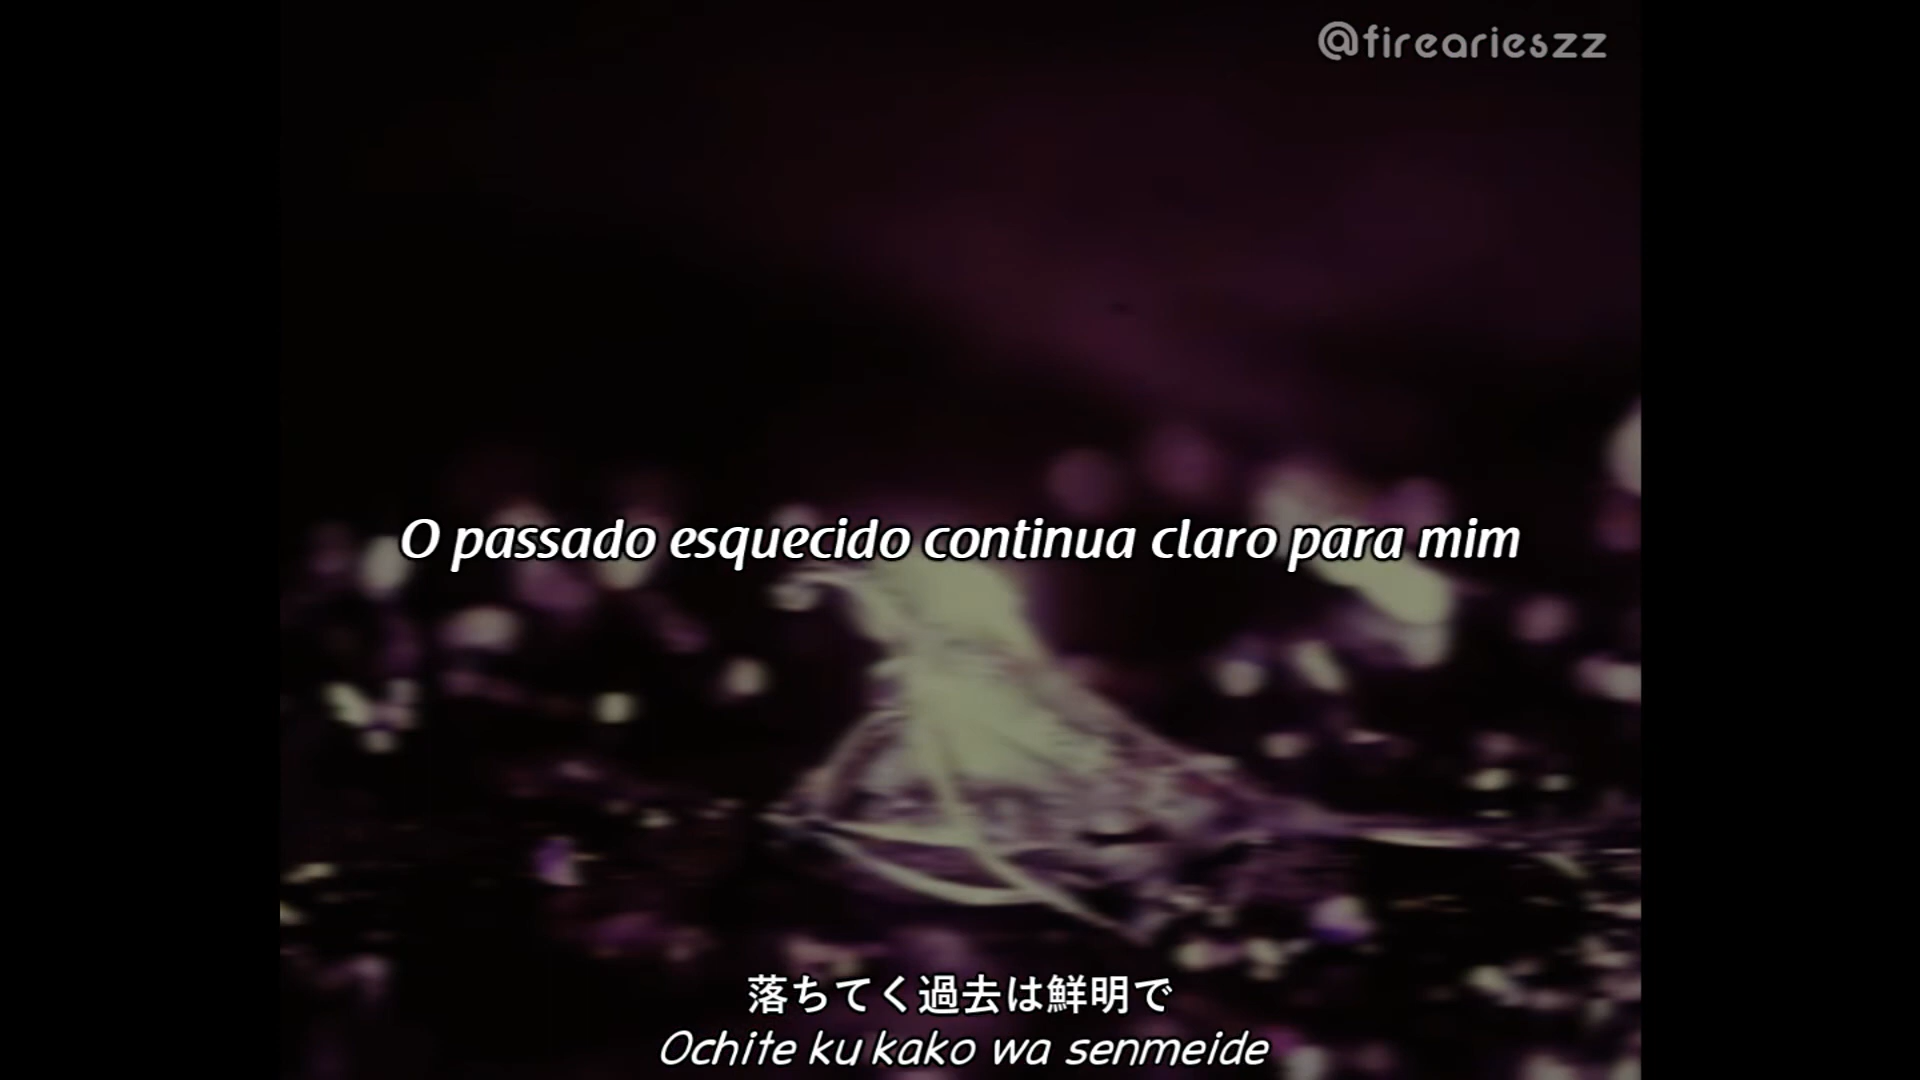 @firearieszz
O passado esquecido continua claro para mim
落ちてく過去は鮮明で
Ochite ku kako wa senmeide